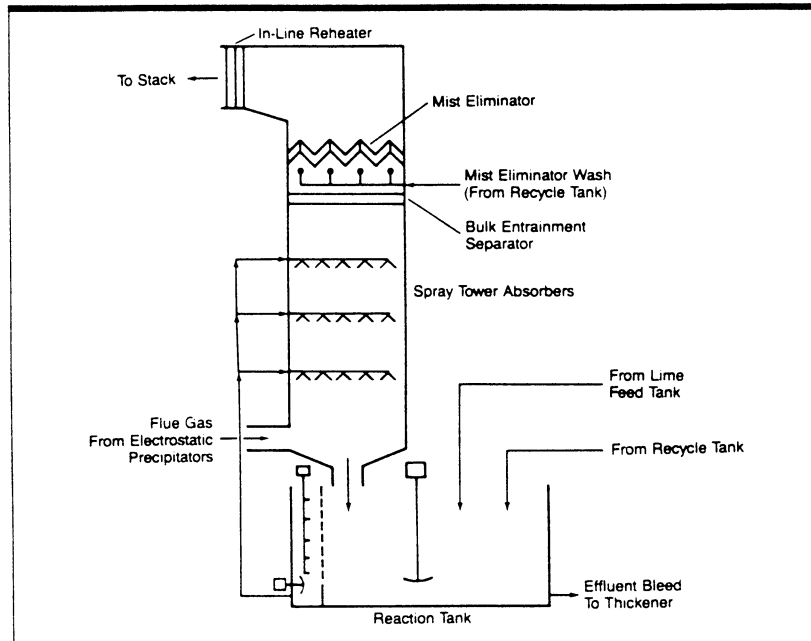 In-Line Reheater
To Stack
Mist Eliminator
Mist Eliminator Wash
(From Recycle Tank)
Bulk Entrainment
Separator
Spray Tower Absorbers
From Lime
Feed Tank
Flue Gas
From Electrostatic
Precipitators
From Recycle Tank
Effluent Bleed
To Thickener
Reaction Tank